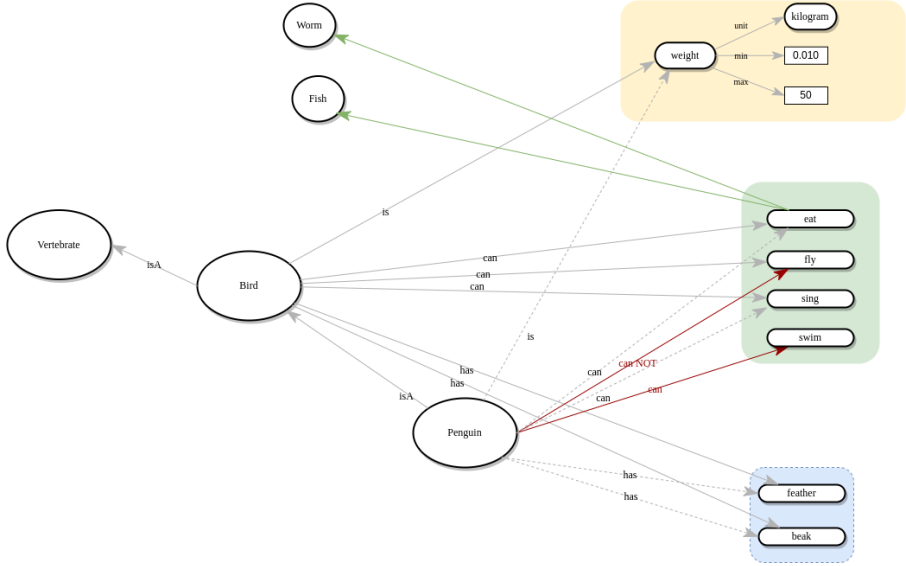 Worm
kilogram
unit
weight
min
0.010
max
50
Fish
is
eat
Vertebrate
isA
can
fly
Bird
can
can
sing
is
swim
can NOT
can
has
has
can
isA
can
Penguin
has
feather
has
beak